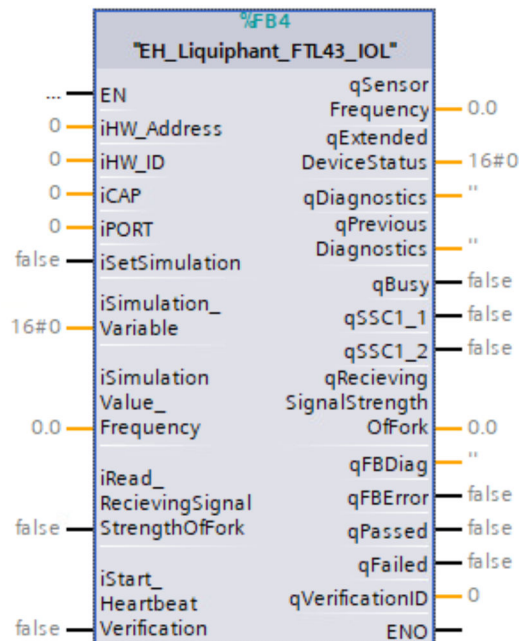 %FB4
"EH_Liquiphant_FTL43_IOL"
... EN
0 iHW_Address
0 iHW_ID
0 iCAP
0 iPORT
false iSetSimulation
iSimulation_
16#0 Variable
iSimulation
Value_
0.0 Frequency
iRead_
RecievingSignal
false StrengthOfFork
iStart_
Heartbeat
false Verification
qSensor
Frequency 0.0
qExtended
DeviceStatus 16#0
qDiagnostics ''
qPrevious
Diagnostics ''
qBusy false
qSSC1_1 false
qSSC1_2 false
qRecieving
SignalStrength
OfFork 0.0
qFBDiag ''
qFBError false
qPassed false
qFailed false
qVerificationID 0
ENO